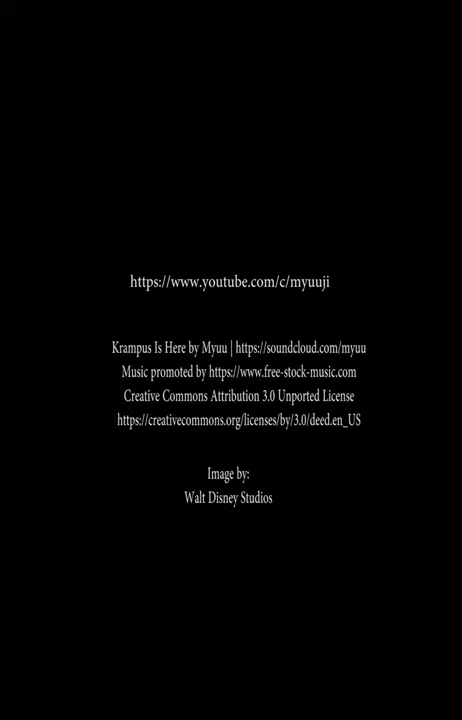 https://www.youtube.com/c/myuuji
Krampus Is Here by Myuu | https://soundcloud.com/myuu
Music promoted by https://www.free-stock-music.com
Creative Commons Attribution 3.0 Unported License
https://creativecommons.org/licenses/by/3.0/deed.en_US
Image by:
Walt Disney Studios